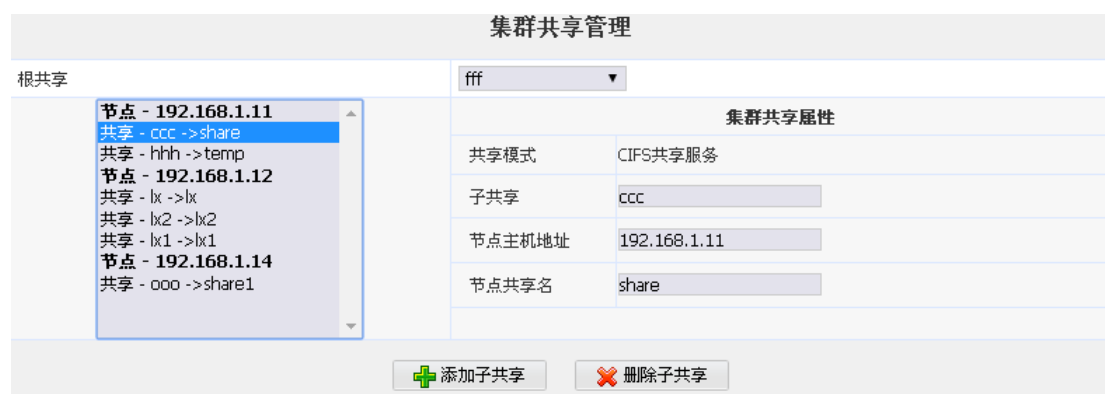 集群共享管理
根共享
fff
节点 - 192.168.1.11
共享 - ccc ->share
共享 - hhh ->temp
节点 - 192.168.1.12
共享 - lx ->lx
共享 - lx2 ->lx2
共享 - lx1 ->lx1
节点 - 192.168.1.14
共享 - ooo ->share1
集群共享属性
共享模式 CIFS共享服务
子共享 ccc
节点主机地址 192.168.1.11
节点共享名 share
添加子共享 删除子共享